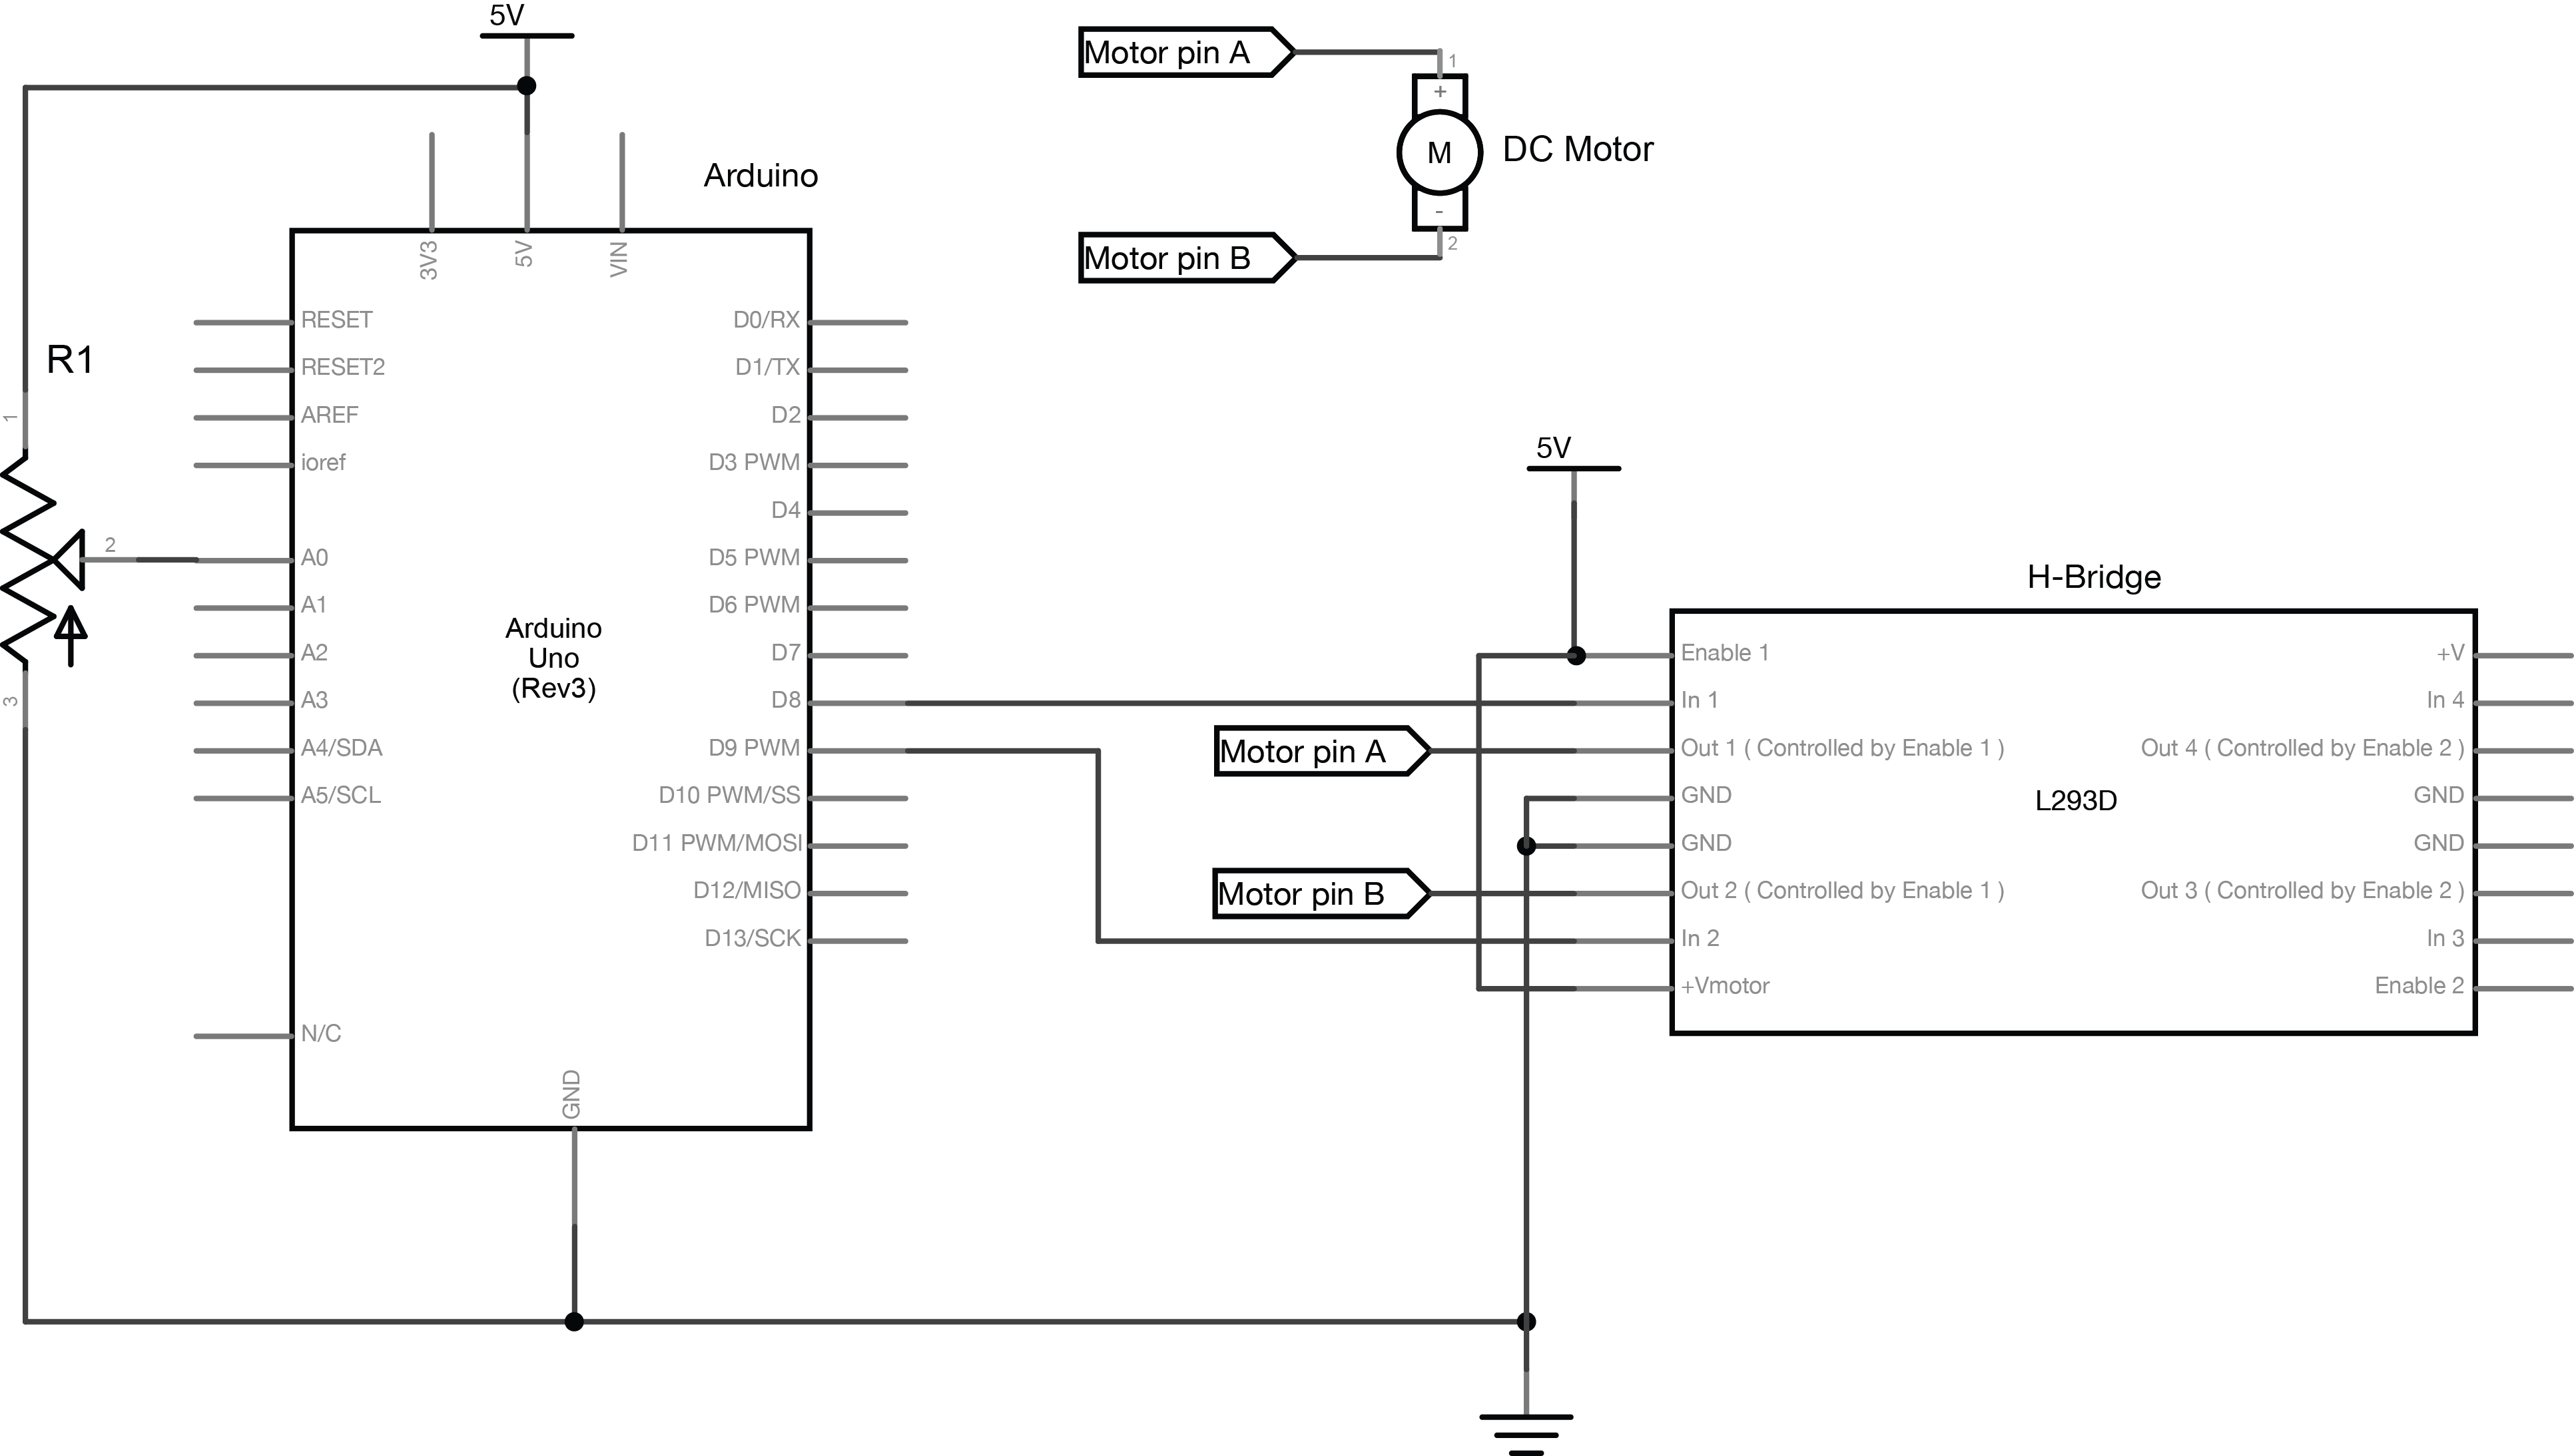 5V
Motor pin A
1
+
M
DC Motor
-
2
Motor pin B
Arduino
3V3
5V
VIN
RESET
RESET2
AREF
ioref
A0
A1
A2
A3
A4/SDA
A5/SCL
N/C
GND
D0/RX
D1/TX
D2
D3 PWM
D4
D5 PWM
D6 PWM
D7
D8
D9 PWM
D10 PWM/SS
D11 PWM/MOSI
D12/MISO
D13/SCK
Arduino
Uno
(Rev3)
R1
1
2
3
5V
H-Bridge
Motor pin A
Motor pin B
Enable 1
In 1
Out 1 ( Controlled by Enable 1 )
GND
GND
Out 2 ( Controlled by Enable 1 )
In 2
+Vmotor
L293D
+V
In 4
Out 4 ( Controlled by Enable 2 )
GND
GND
Out 3 ( Controlled by Enable 2 )
In 3
Enable 2